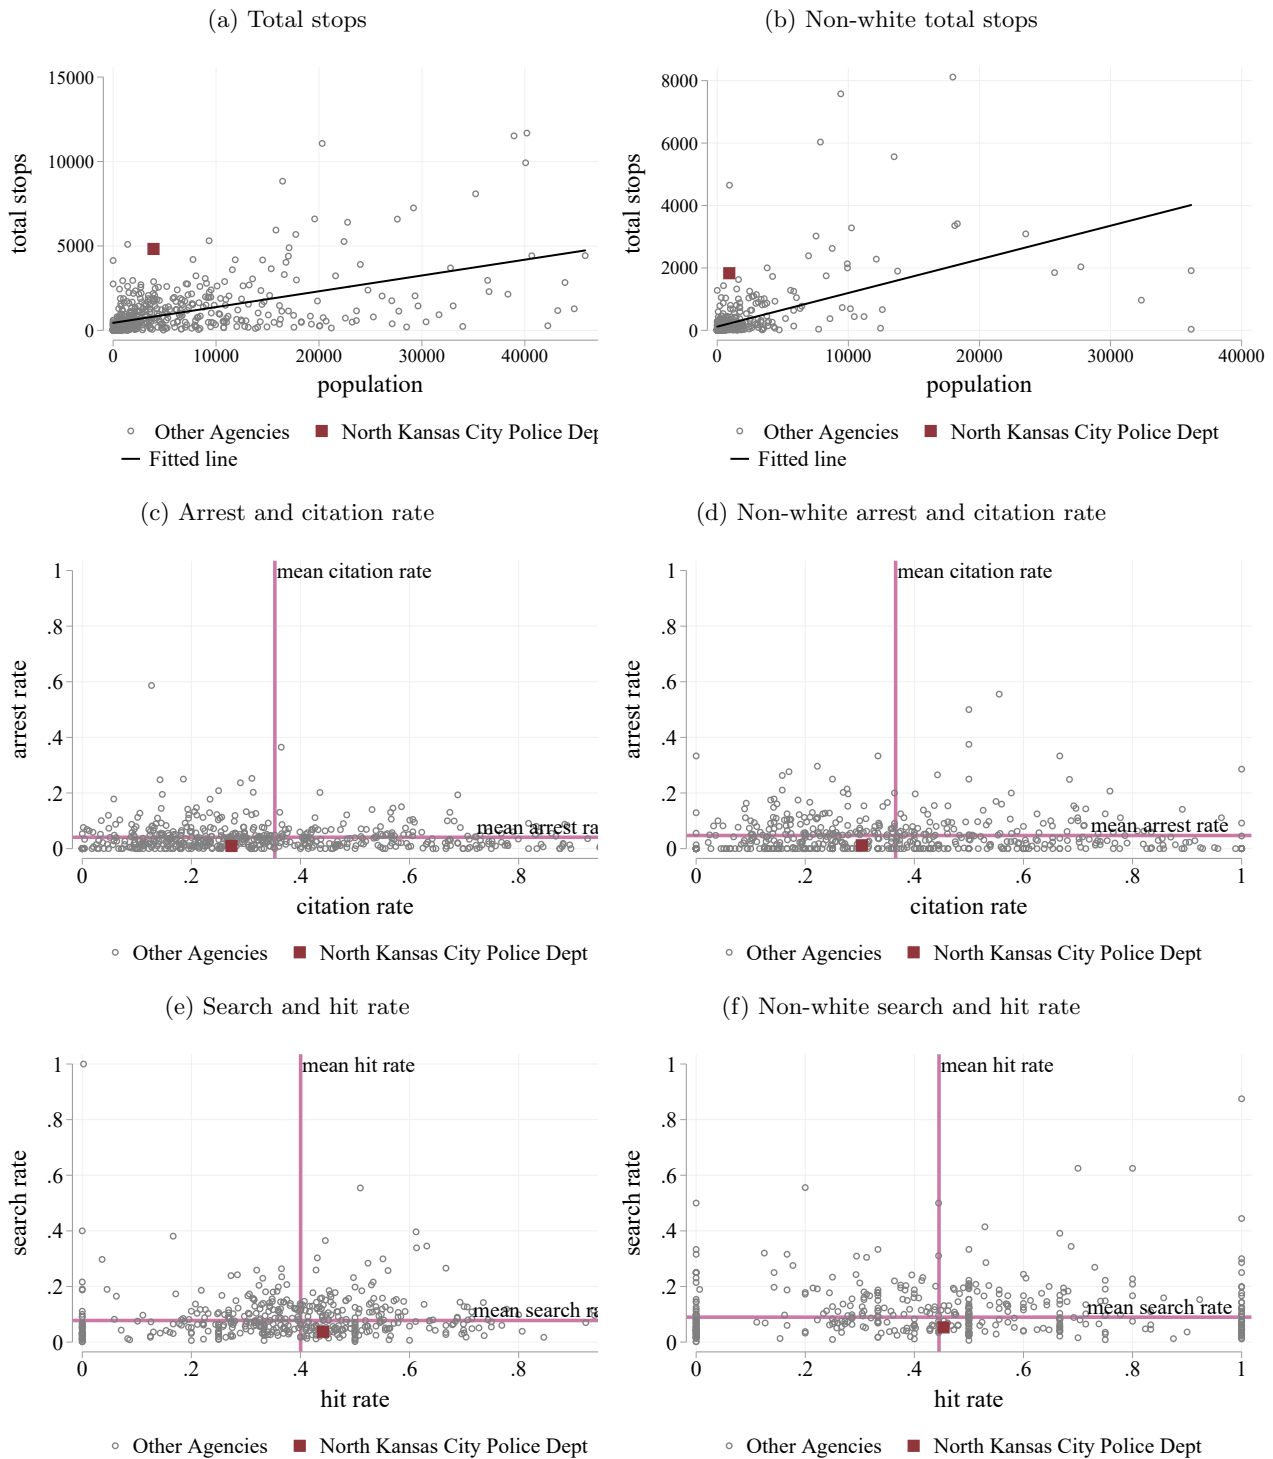 (a) Total stops
(b) Non-white total stops
total stops
15000
10000
5000
0
0 10000 20000 30000 40000
population
Other Agencies North Kansas City Police Dep
Fitted line
total stops
8000
6000
4000
2000
0
0 10000 20000 30000 40000
population
Other Agencies North Kansas City Police Dept
Fitted line
(c) Arrest and citation rate
(d) Non-white arrest and citation rate
arrest rate
1
.8
.6
.4
.2
0
mean citation rate
mean arrest ra
0 .2 .4 .6 .8
citation rate
Other Agencies North Kansas City Police Dept
arrest rate
1
.8
.6
.4
.2
0
mean citation rate
mean arrest rate
0 .2 .4 .6 .8 1
citation rate
Other Agencies North Kansas City Police Dept
(e) Search and hit rate
(f) Non-white search and hit rate
search rate
1
.8
.6
.4
.2
0
mean hit rate
mean search ra
0 .2 .4 .6 .8
hit rate
Other Agencies North Kansas City Police Dept
search rate
1
.8
.6
.4
.2
0
mean hit rate
mean search rate
0 .2 .4 .6 .8 1
hit rate
Other Agencies North Kansas City Police Dept